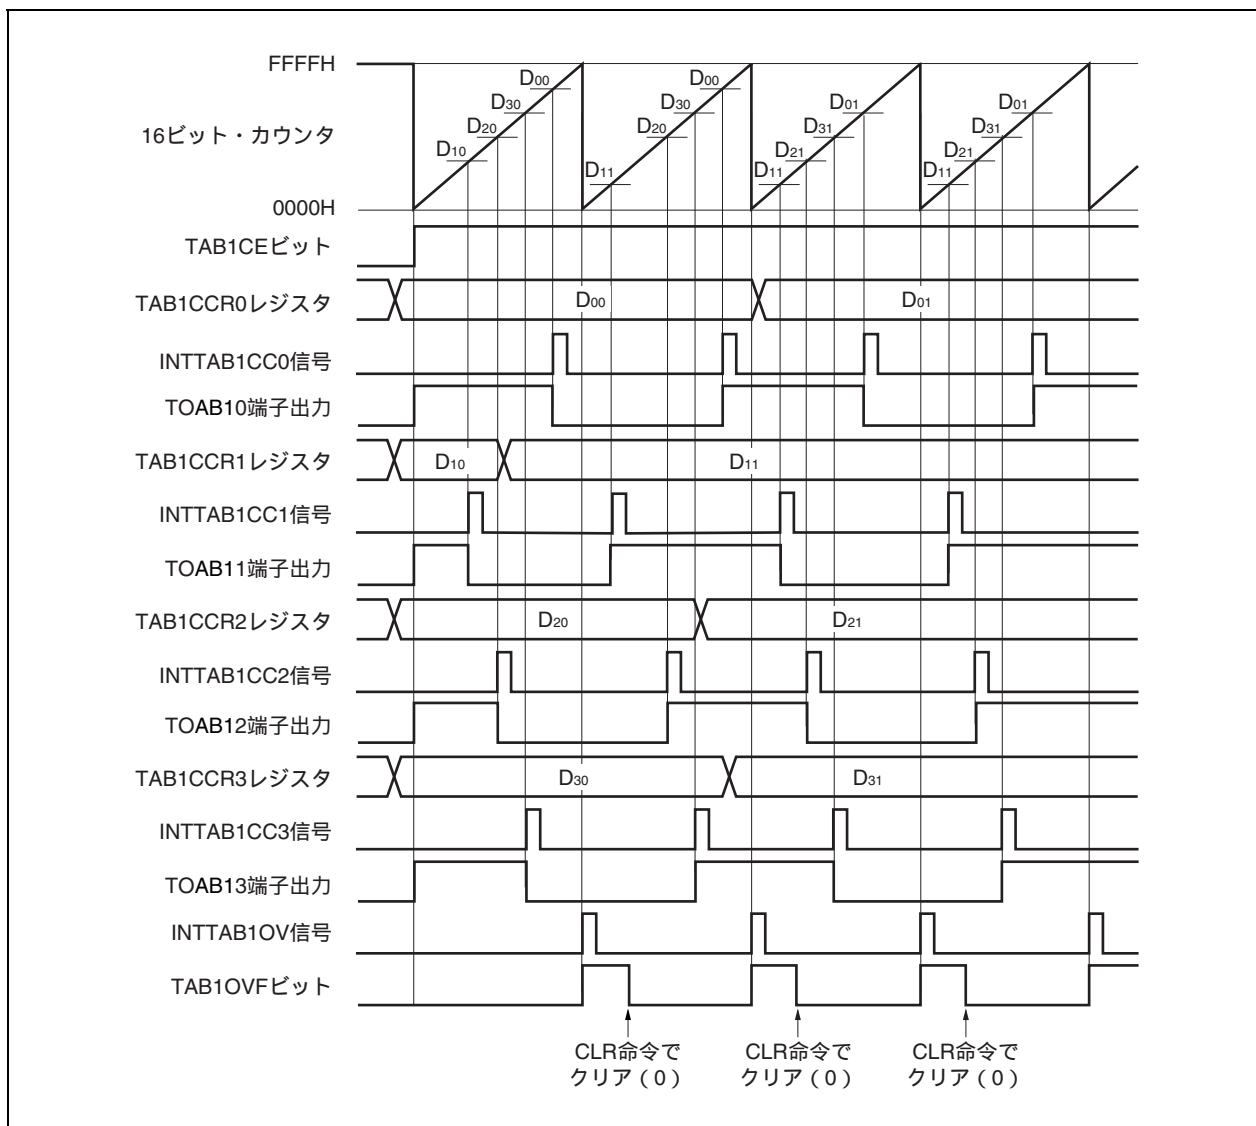 FFFFH
16ビット・カウンタ
0000H
D10
D20
D30
D00
D11
D20
D30
D00
D11
D21
D31
D01
D11
D21
D31
D01
TAB1CEビット
TAB1CCR0レジスタ
D00
D01
INTTAB1CC0信号
TOAB10端子出力
TAB1CCR1レジスタ
D10
D11
INTTAB1CC1信号
TOAB11端子出力
TAB1CCR2レジスタ
D20
D21
INTTAB1CC2信号
TOAB12端子出力
TAB1CCR3レジスタ
D30
D31
INTTAB1CC3信号
TOAB13端子出力
INTTAB1OV信号
TAB1OVFビット
CLR命令で
クリア（0）
CLR命令で
クリア（0）
CLR命令で
クリア（0）